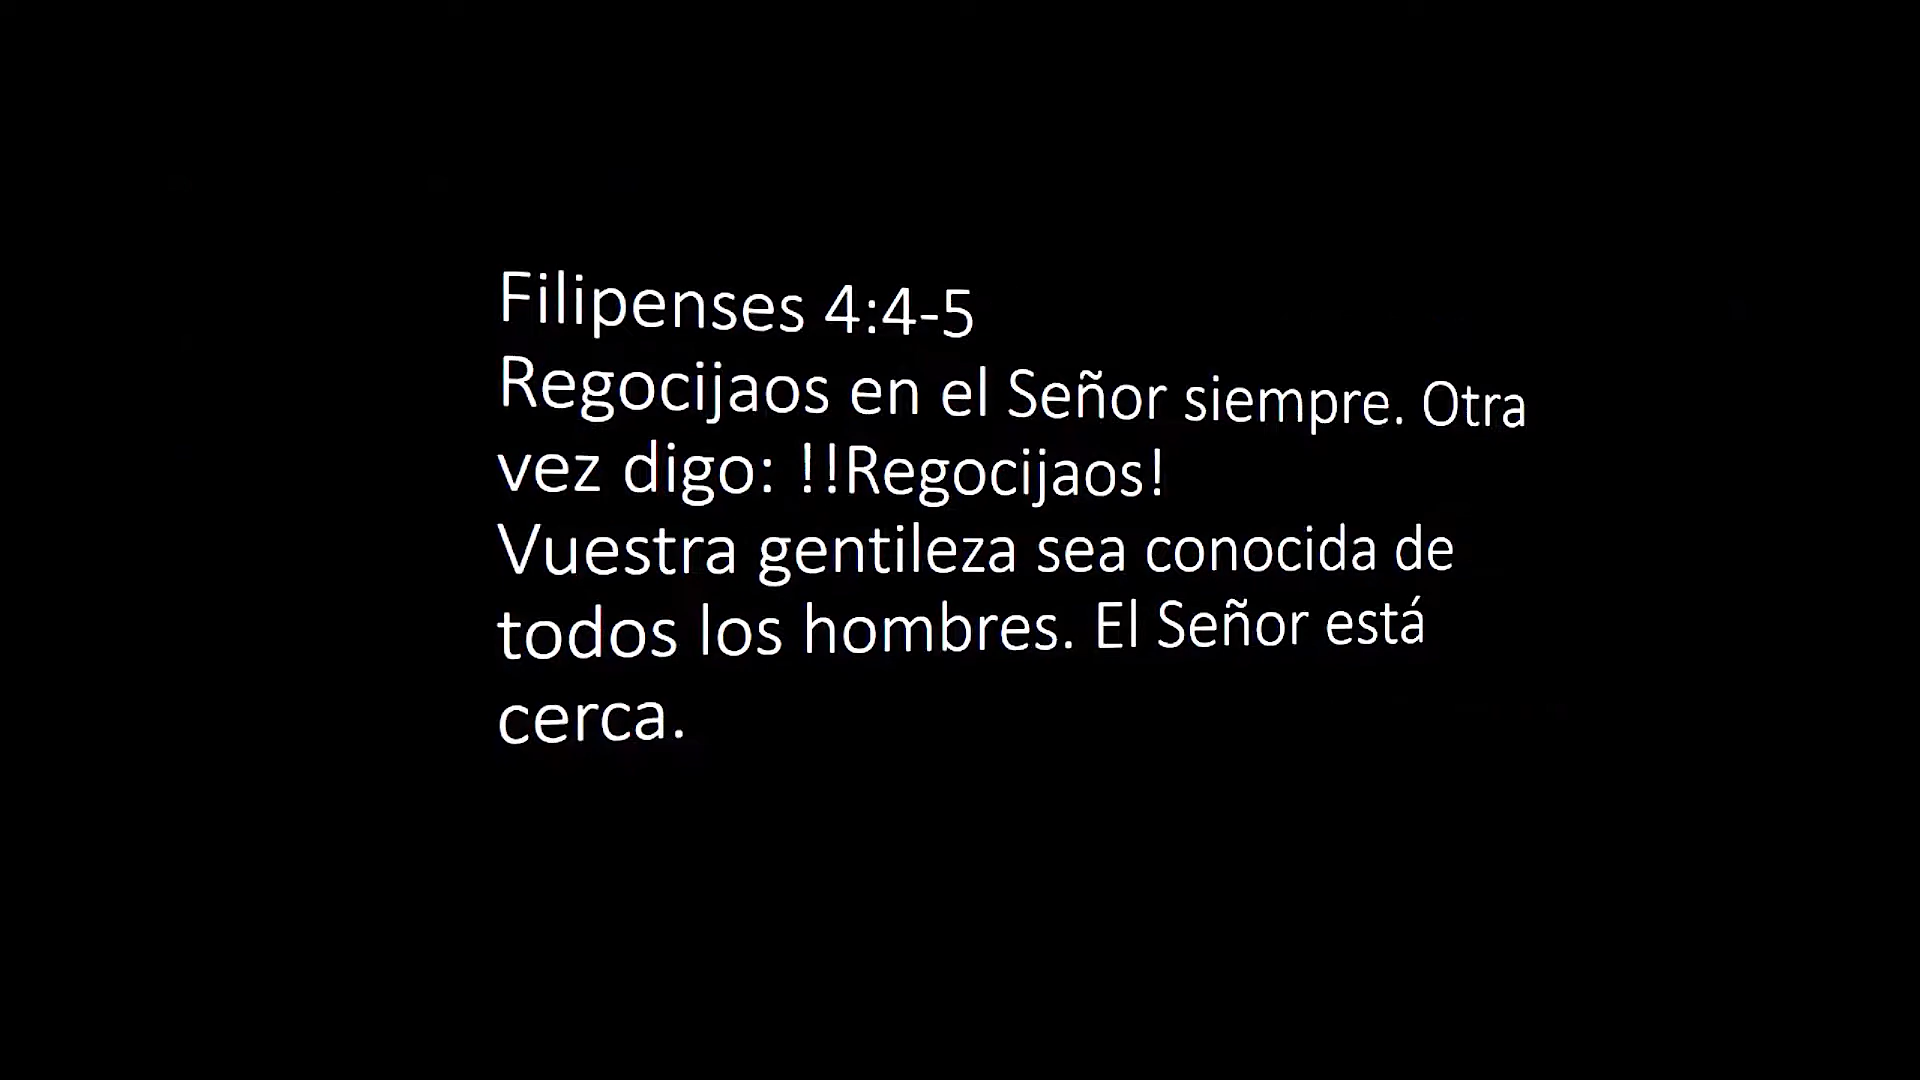 Filipenses 4:4-5
Regocijaos en el Señor siempre. Otra
vez digo: !!Regocijaos!
Vuestra gentileza sea conocida de
todos los hombres. El Señor está
cerca.